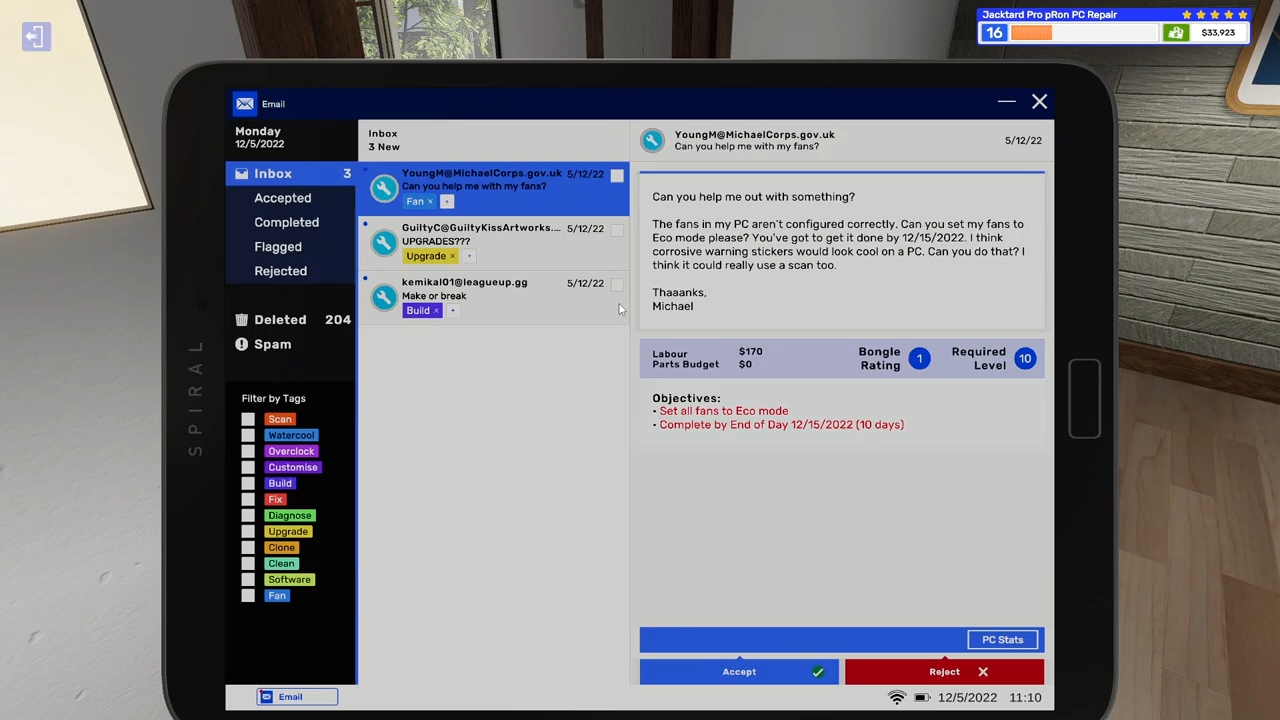 Jacktard Pro pRon PC Repair
16
$33,923
Email
Monday
12/5/2022
Inbox 3
Accepted
Completed
Flagged
Rejected
Deleted 204
Spam
Filter by Tags
Scan
Watercool
Overclock
Customise
Build
Fix
Diagnose
Upgrade
Clone
Clean
Software
Fan
Inbox
3 New
YoungM@MichaelCorps.gov.uk 5/12/22
Can you help me with my fans?
Fan × +
GuiltyC@GuiltyKissArtworks.... 5/12/22
UPGRADES???
Upgrade × +
kemikal01@leagueup.gg 5/12/22
Make or break
Build × +
YoungM@MichaelCorps.gov.uk 5/12/22
Can you help me with my fans?
Can you help me out with something?
The fans in my PC aren't configured correctly. Can you set my fans to
Eco mode please? You've got to get it done by 12/15/2022. I think
corrosive warning stickers would look cool on a PC. Can you do that? I
think it could really use a scan too.
Thaaanks,
Michael
Labour $170
Parts Budget $0
Bongle Rating 1
Required Level 10
Objectives:
• Set all fans to Eco mode
• Complete by End of Day 12/15/2022 (10 days)
PC Stats
Accept
Reject
SPIRAL
Email
12/5/2022 11:10